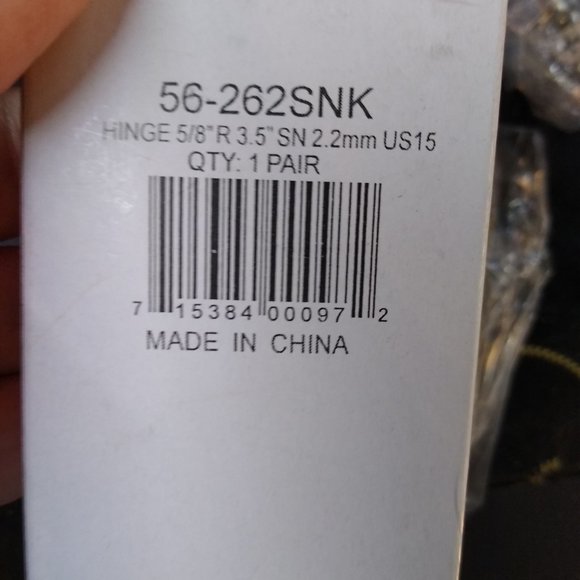 56-262SNK
HINGE 5/8"R 3.5"SN 2.2mm US15
QTY: 1 PAIR
7 15384 00097 2
MADE IN CHINA